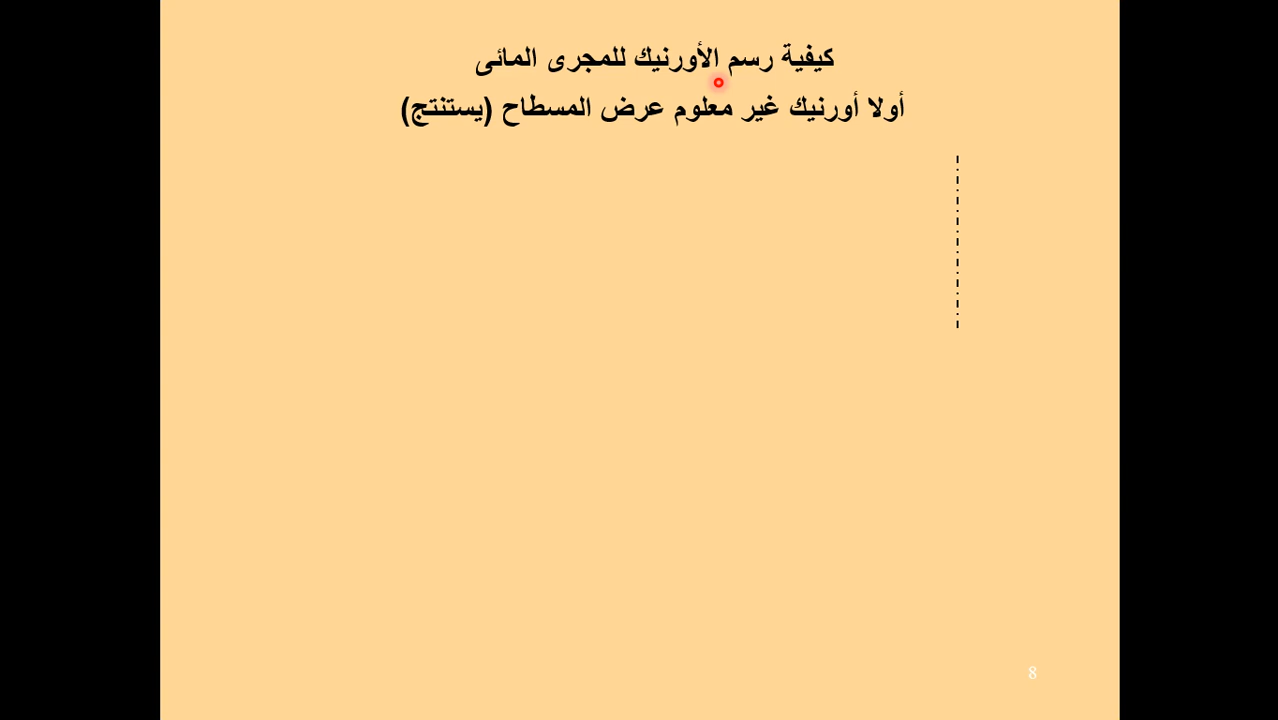 كيفية رسم الأورنيك للمجرى المائى
أولا أورنيك غير معلوم عرض المسطاح (يستنتج)
8